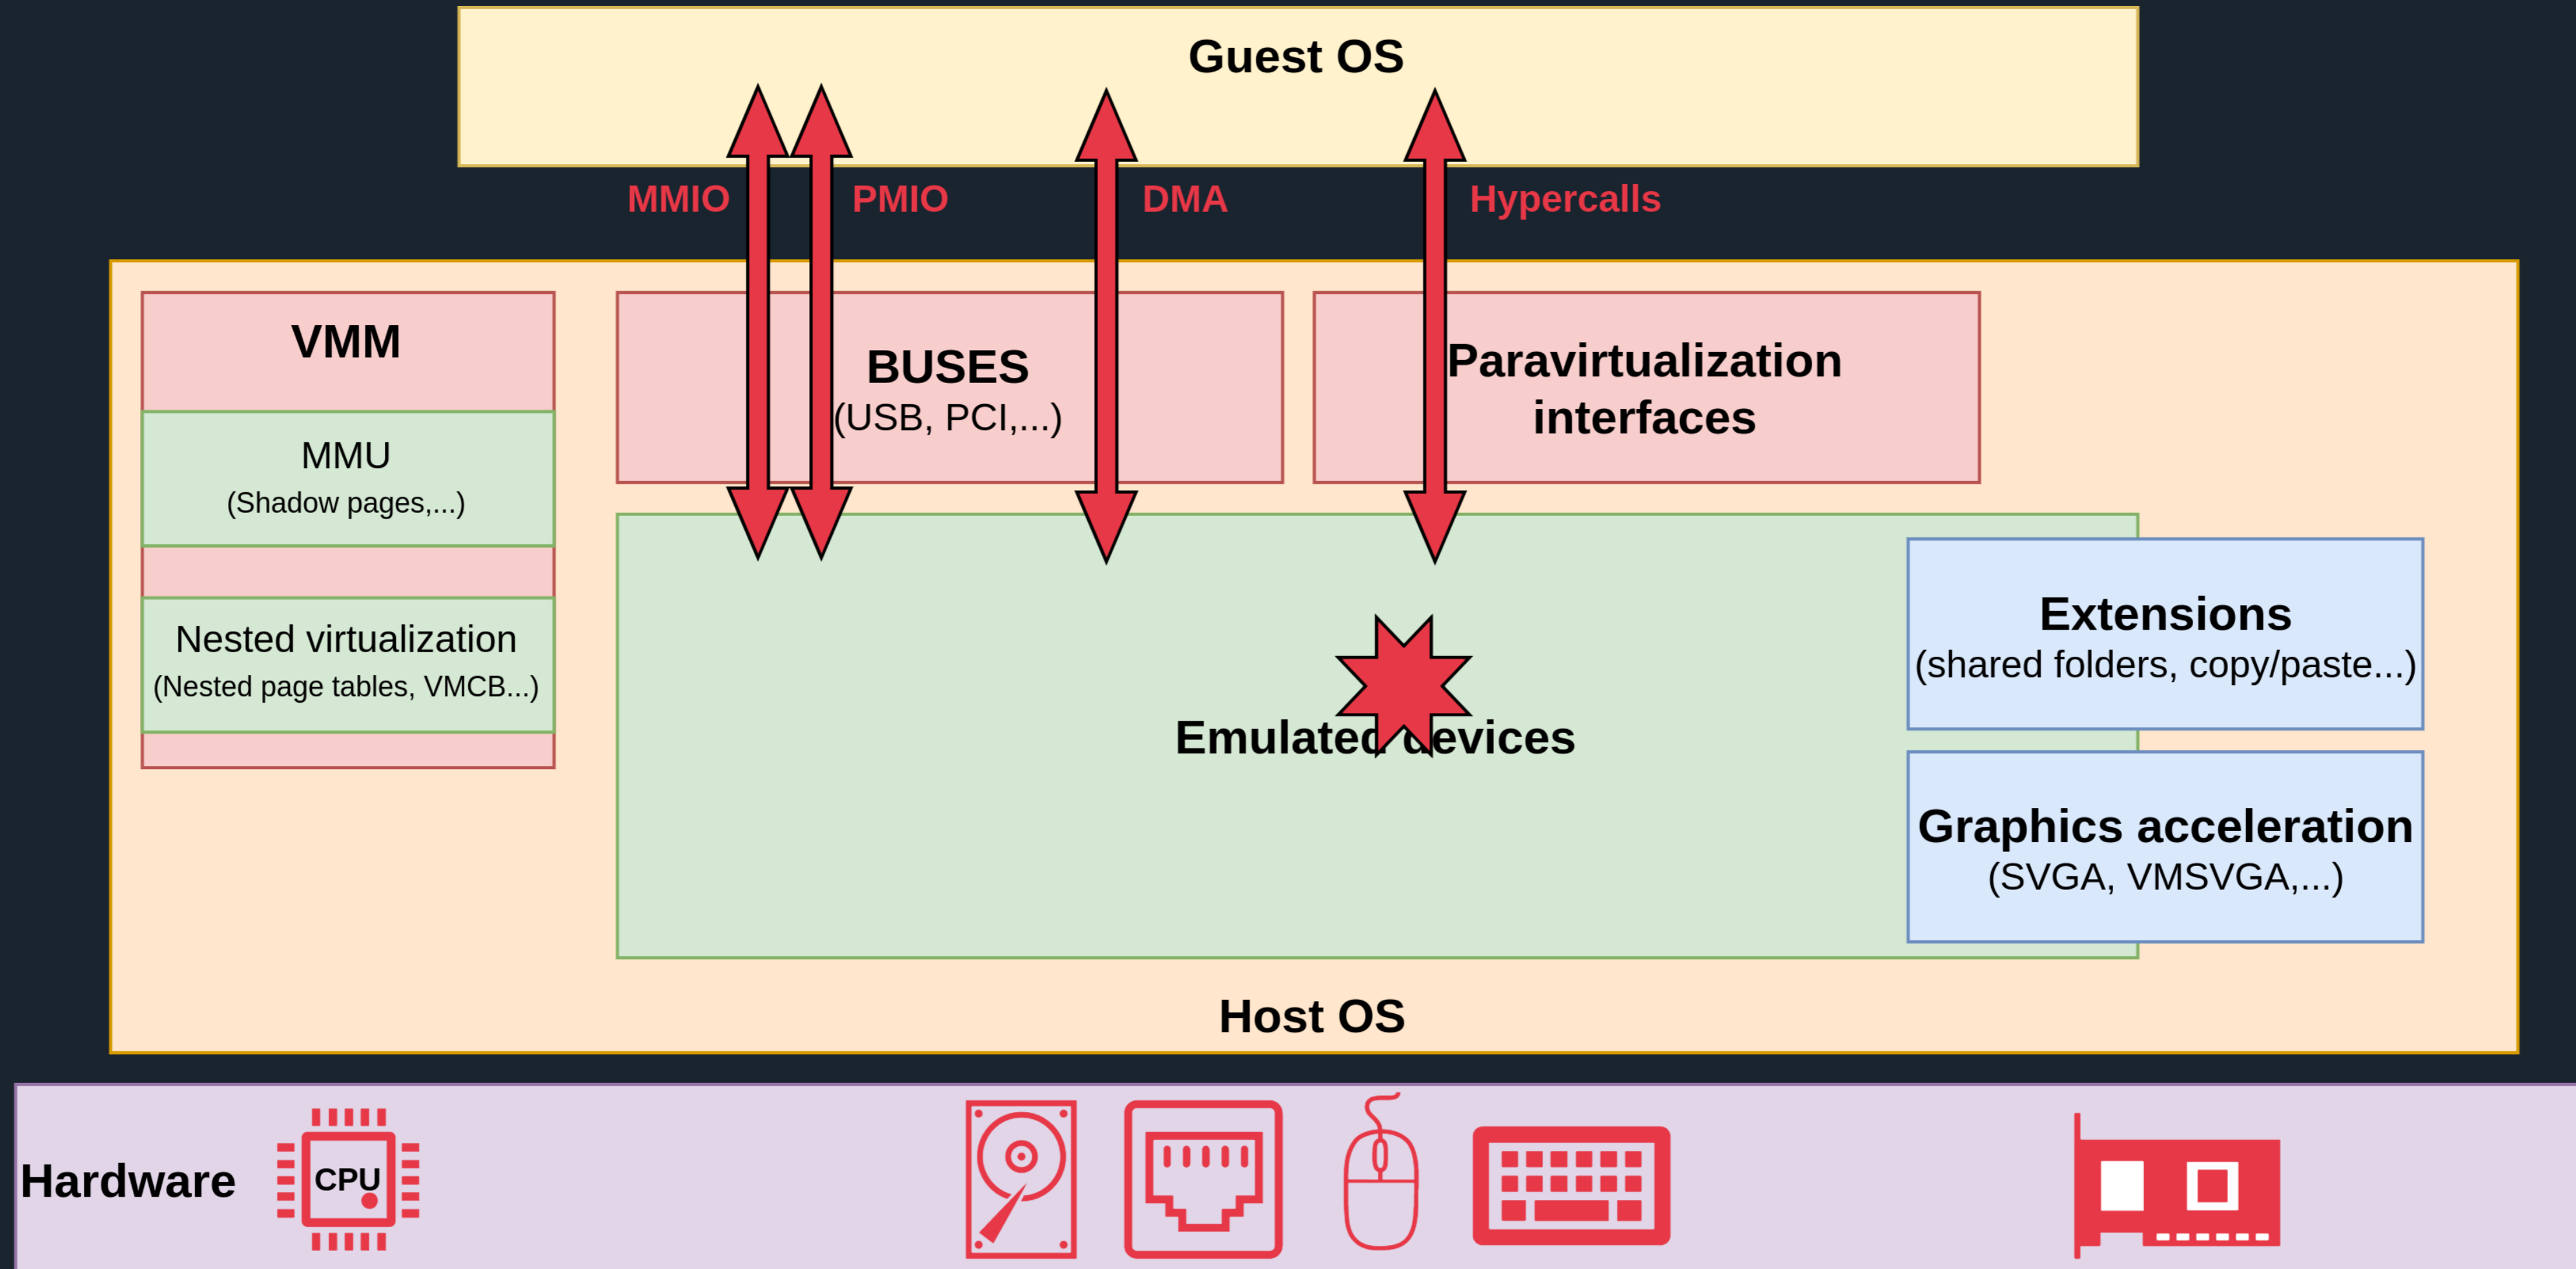 Guest OS
MMIO
PMIO
DMA
Hypercalls
VMM
MMU
(Shadow pages,...)
Nested virtualization
(Nested page tables, VMCB...)
BUSES
(USB, PCI,...)
Paravirtualization
interfaces
Emulated devices
Extensions
(shared folders, copy/paste...)
Graphics acceleration
(SVGA, VMSVGA,...)
Host OS
Hardware
CPU